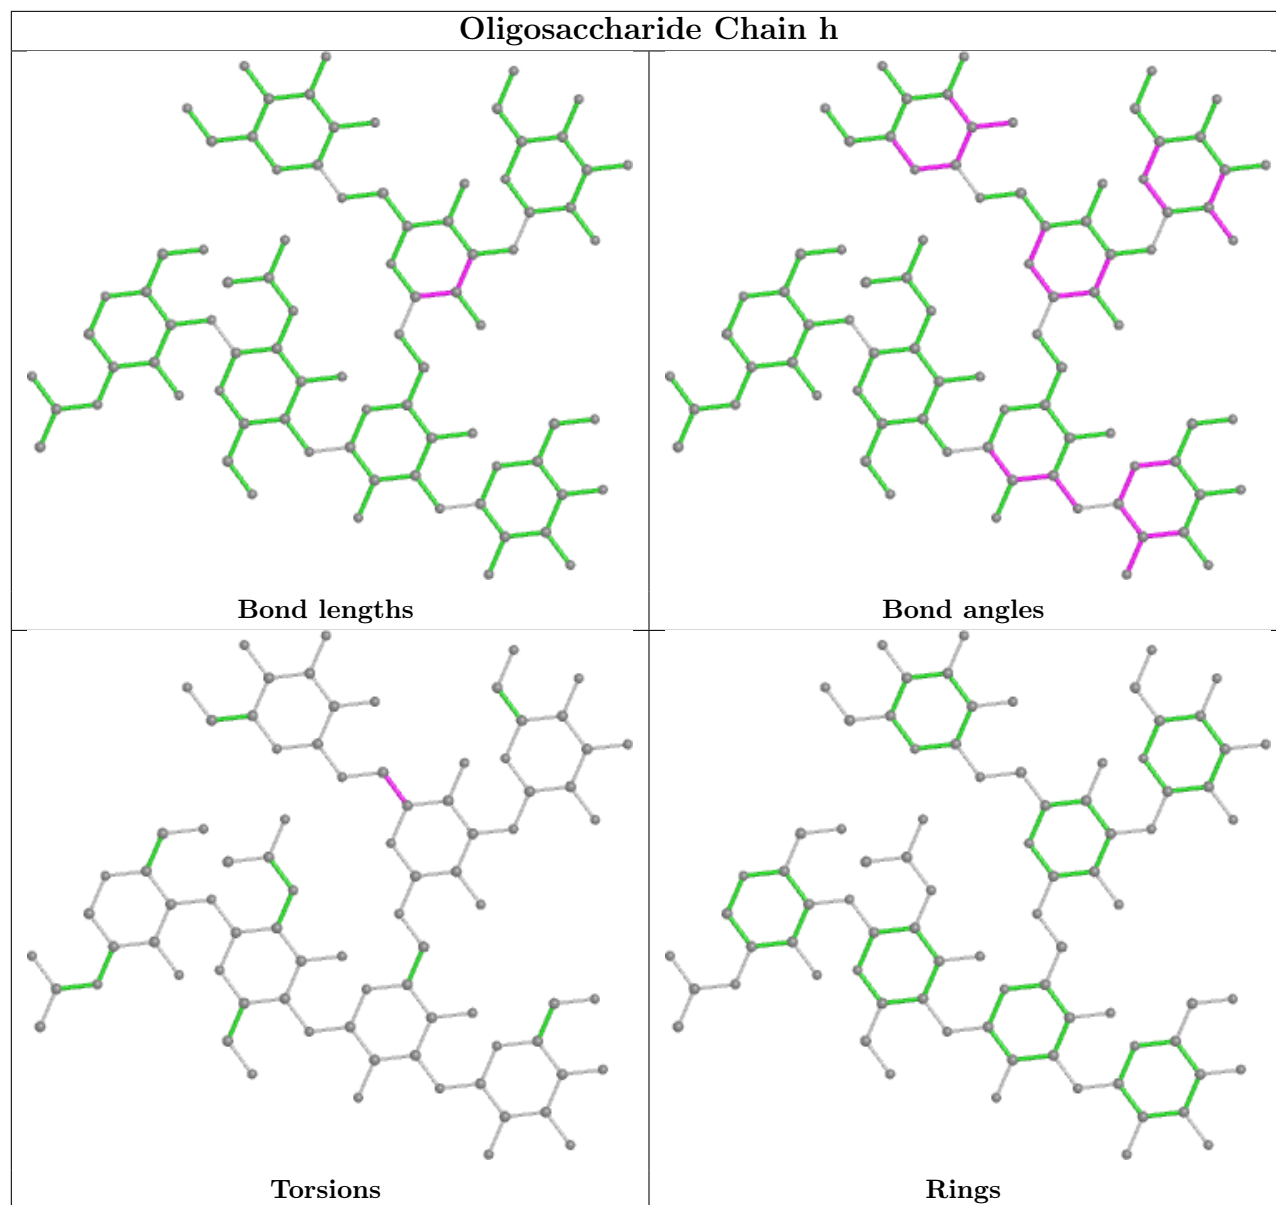 Oligosaccharide Chain h
Bond lengths
Bond angles
Torsions
Rings